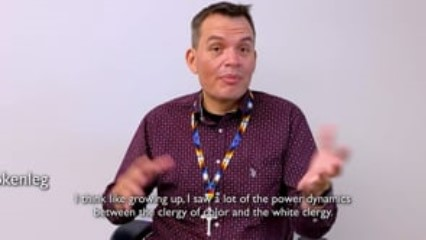 okenleg
I think like growing up, I saw a lot of the power dynamics
between the clergy of color and the white clergy.